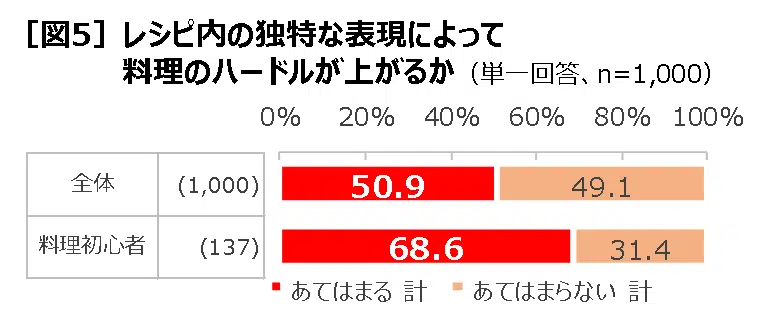 ［図5］レシピ内の独特な表現によって
料理のハードルが上がるか（単一回答、n=1,000）
0% 20% 40% 60% 80% 100%
全体 (1,000) 50.9 49.1
料理初心者 (137) 68.6 31.4
あてはまる 計 あてはまらない 計